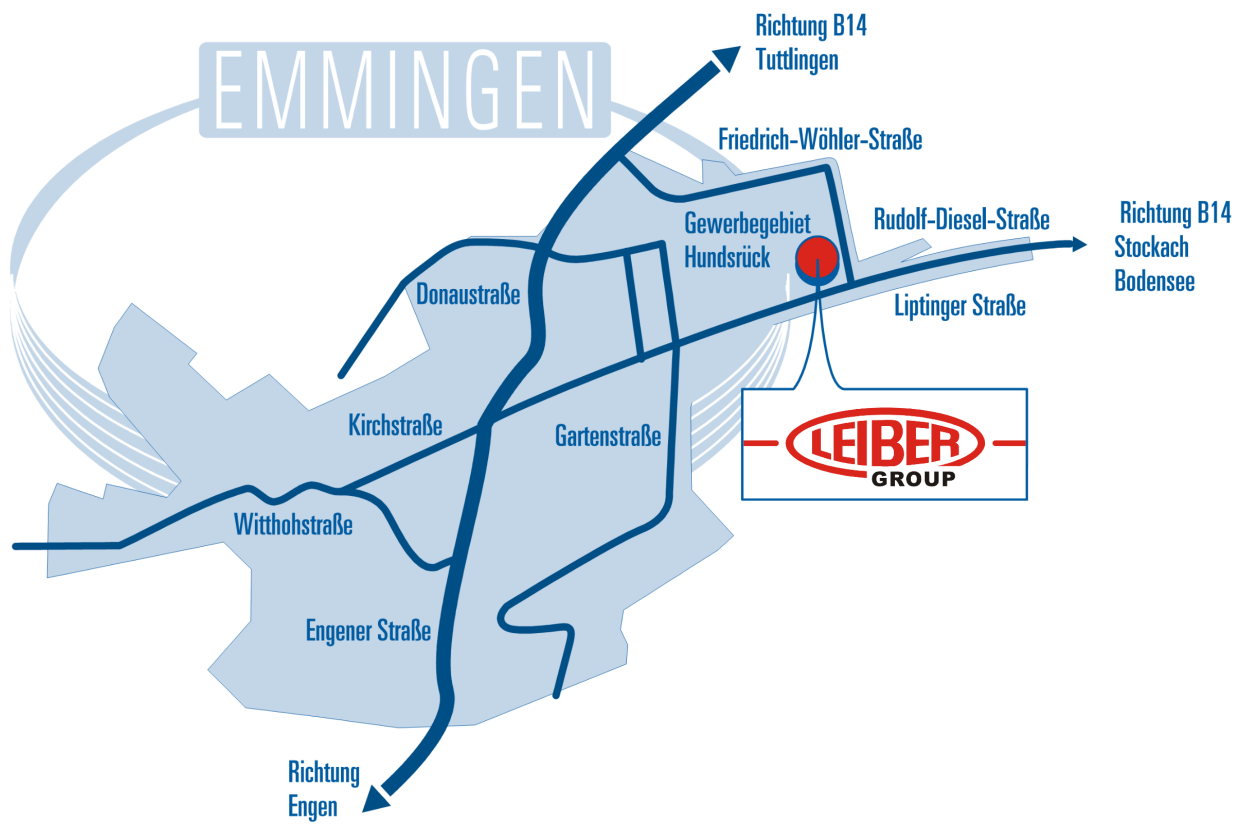 EMMINGEN
Richtung B14
Tuttlingen
Friedrich-Wöhler-Straße
Gewerbegebiet
Hundsrück
Rudolf-Diesel-Straße
Richtung B14
Stockach
Bodensee
Donaustraße
Liptinger Straße
Kirchstraße
Gartenstraße
LEIBER
GROUP
Witthohstraße
Engener Straße
Richtung
Engen